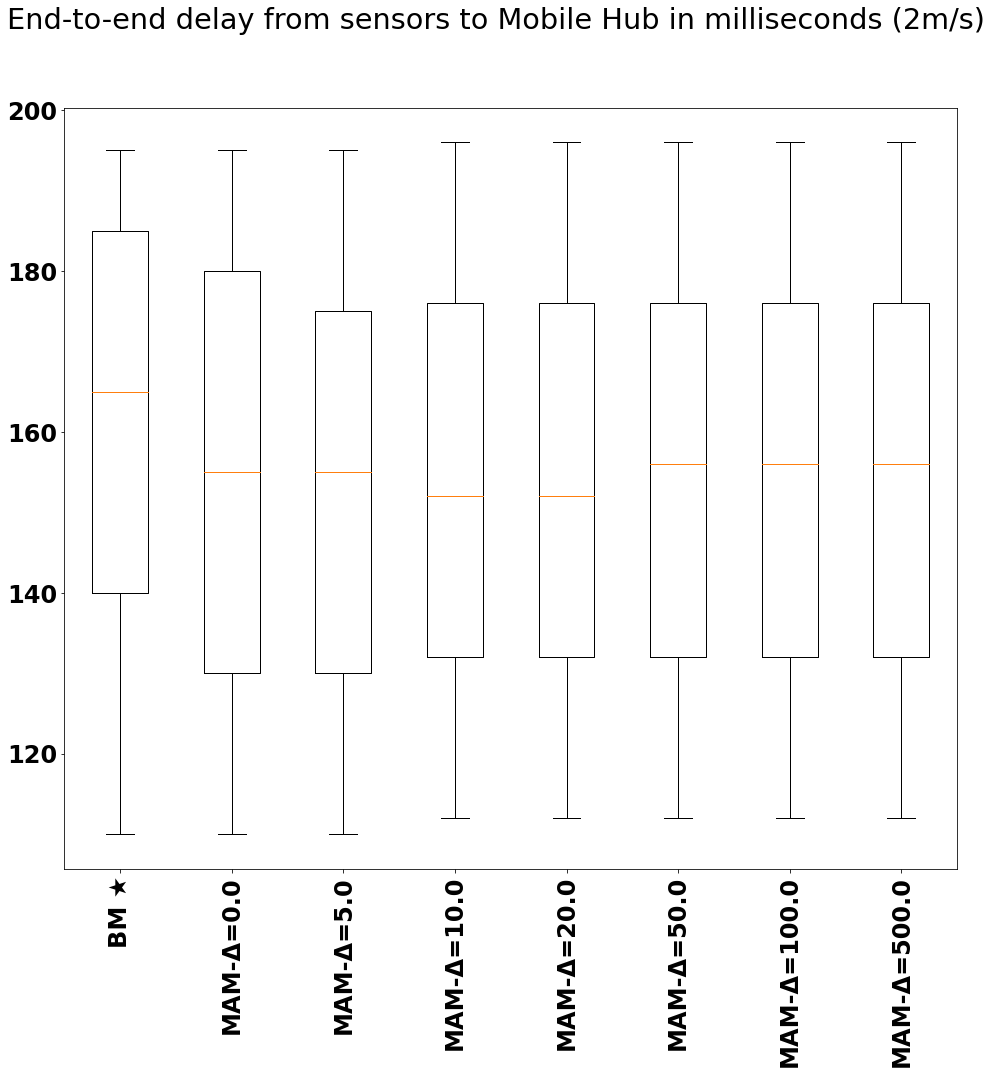 End-to-end delay from sensors to Mobile Hub in milliseconds (2m/s)
200
180
160
140
120
BM ★
MAM-Δ=0.0
MAM-Δ=5.0
MAM-Δ=10.0
MAM-Δ=20.0
MAM-Δ=50.0
MAM-Δ=100.0
MAM-Δ=500.0